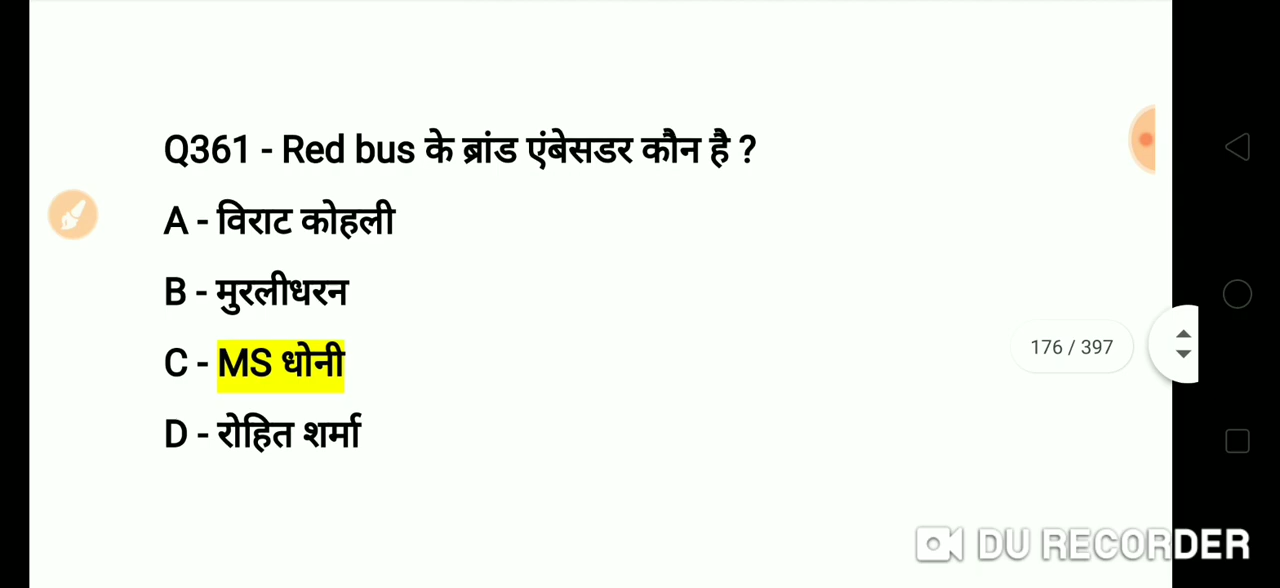 Q361 - Red bus के ब्रांड एंबेसडर कौन है ?
A - विराट कोहली
B - मुरलीधरन
C - MS धोनी
176 / 397
D - रोहित शर्मा
DU RECORDER